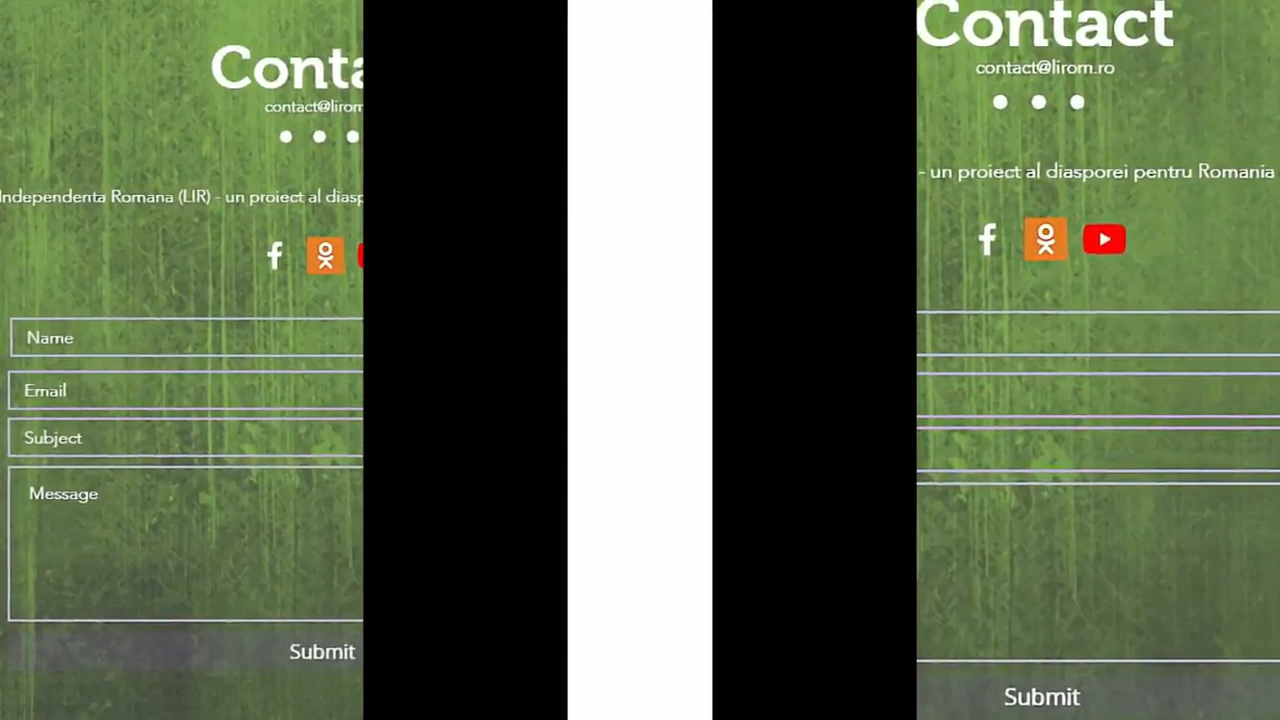 Conta
contact@lirom
Independenta Romana (LIR) - un proiect al diasp
Name
Email
Subject
Message
Submit
Contact
contact@lirom.ro
- un proiect al diasporei pentru Romania
Submit